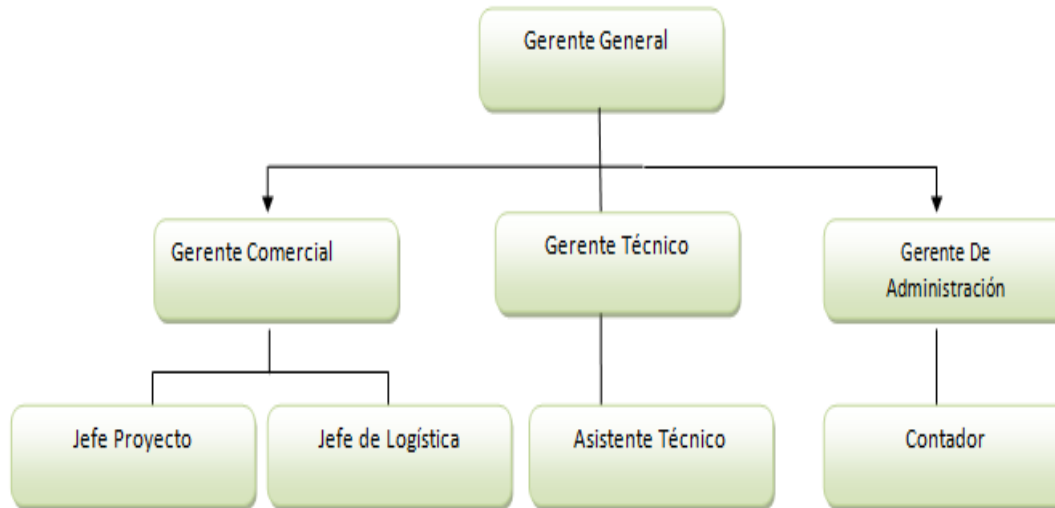 Gerente General
Gerente Comercial
Gerente Técnico
Gerente De
Administración
Jefe Proyecto
Jefe de Logística
Asistente Técnico
Contador